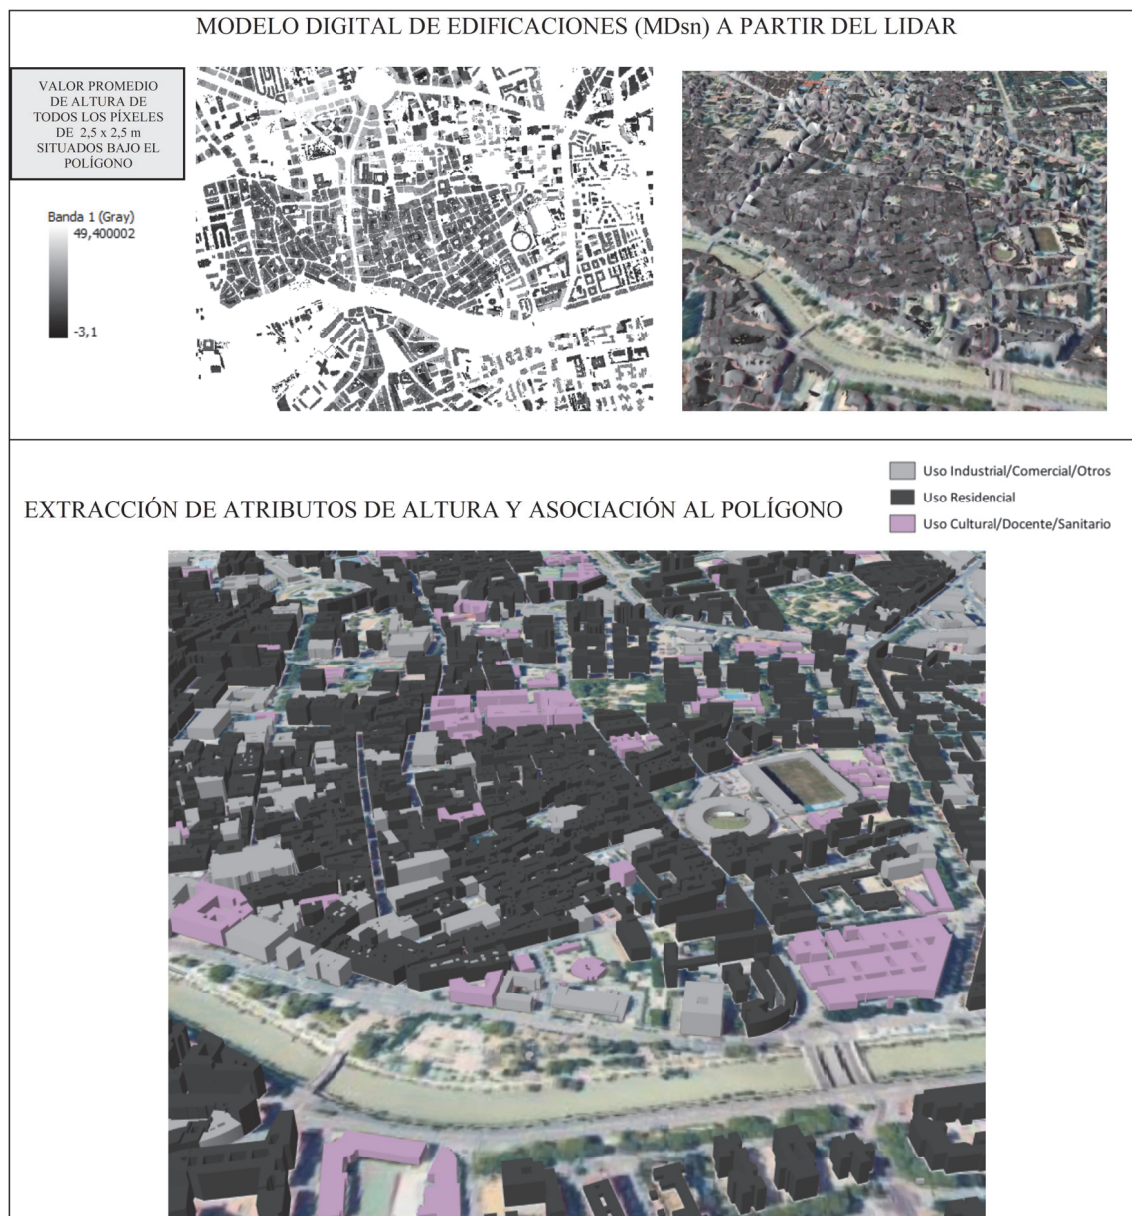 MODELO DIGITAL DE EDIFICACIONES (MDsn) A PARTIR DEL LIDAR
VALOR PROMEDIO
DE ALTURA DE
TODOS LOS PÍXELES
DE 2,5 x 2,5 m
SITUADOS BAJO EL
POLÍGONO
Banda 1 (Gray)
49,400002
-3,1
Uso Industrial/Comercial/Otros
Uso Residencial
Uso Cultural/Docente/Sanitario
EXTRACCIÓN DE ATRIBUTOS DE ALTURA Y ASOCIACIÓN AL POLÍGONO